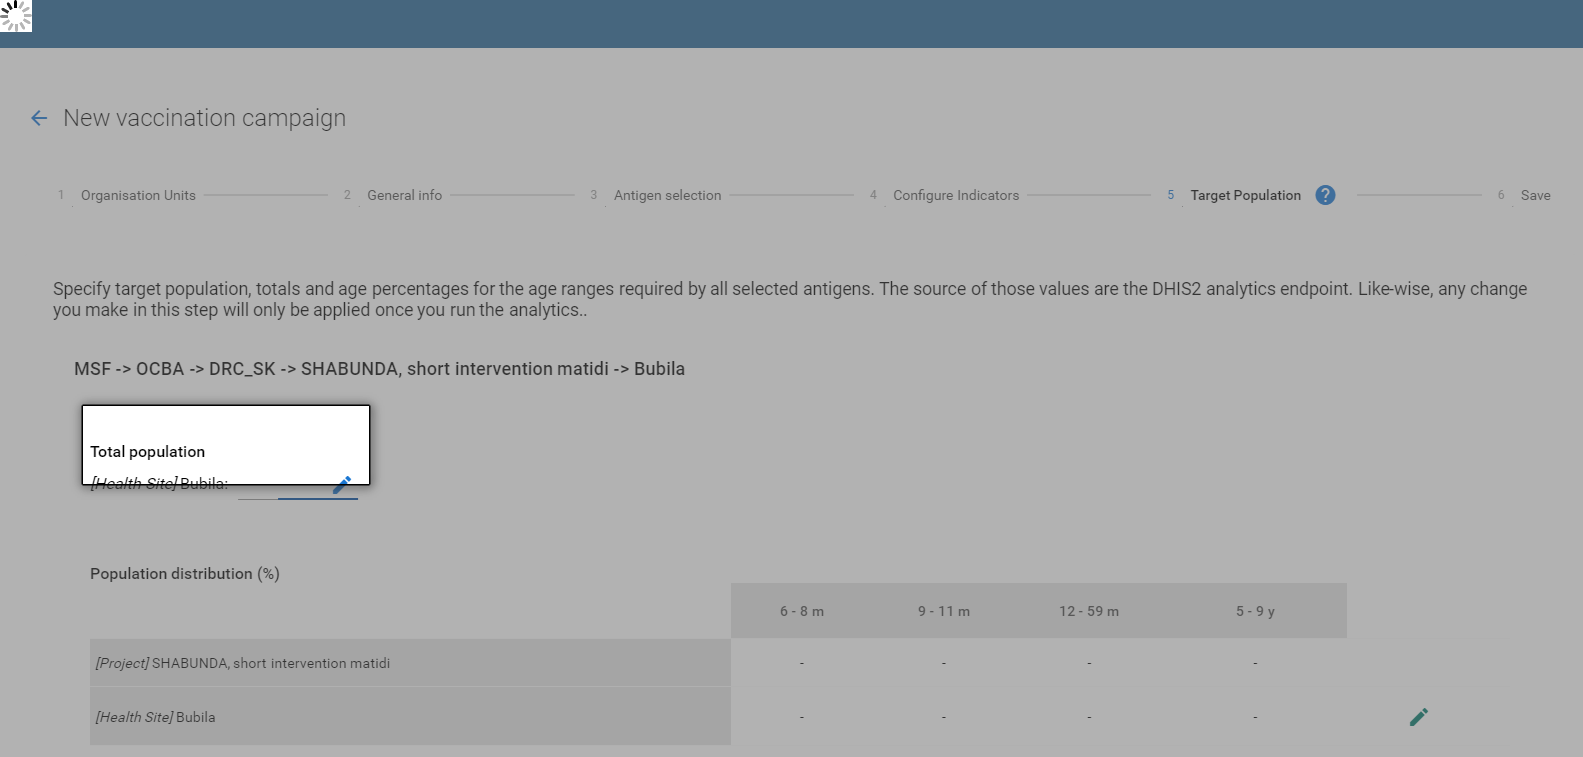 New vaccination campaign
1 Organisation Units 2 General info 3 Antigen selection 4 Configure Indicators 5 Target Population ? 6 Save
Specify target population, totals and age percentages for the age ranges required by all selected antigens. The source of those values are the DHIS2 analytics endpoint. Like-wise, any change
you make in this step will only be applied once you run the analytics..
MSF -> OCBA -> DRC_SK -> SHABUNDA, short intervention matidi -> Bubila
Total population
[Health Site] Bubila:
Population distribution (%)
6 - 8 m 9 - 11 m 12 - 59 m 5 - 9 y
[Project] SHABUNDA, short intervention matidi - - - -
[Health Site] Bubila - - - -